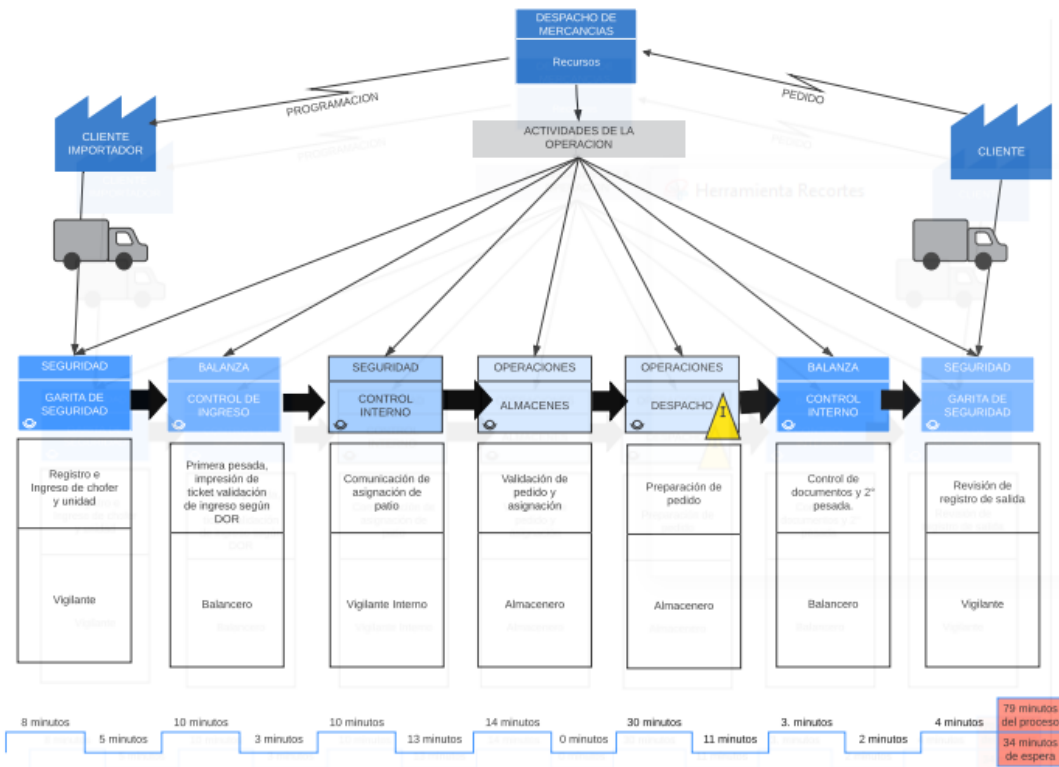 DESPACHO DE
MERCANCIAS
Recursos
PROGRAMACION
PEDIDO
CLIENTE
IMPORTADOR
ACTIVIDADES DE LA
OPERACION
CLIENTE
Herramienta Recortes
SEGURIDAD
GARITA DE
SEGURIDAD
BALANZA
CONTROL DE
INGRESO
SEGURIDAD
CONTROL
INTERNO
OPERACIONES
ALMACENES
OPERACIONES
DESPACHO
I
BALANZA
CONTROL
INTERNO
SEGURIDAD
GARITA DE
SEGURIDAD
Registro e
Ingreso de chofer
y unidad
Primera pesada,
impresión de
ticket validación
de ingreso según
DOR
Comunicación de
asignación de
patio
Validación de
pedido y
asignación
Preparación de
pedido
Control de
documentos y 2°
pesada.
Revisión de
registro de salida
Vigilante
Balancero
Vigilante Interno
Almacenero
Almacenero
Balancero
Vigilante
8 minutos
5 minutos
10 minutos
3 minutos
10 minutos
13 minutos
14 minutos
0 minutos
30 minutos
11 minutos
3. minutos
2 minutos
4 minutos
79 minutos
del proceso
34 minutos
de espera